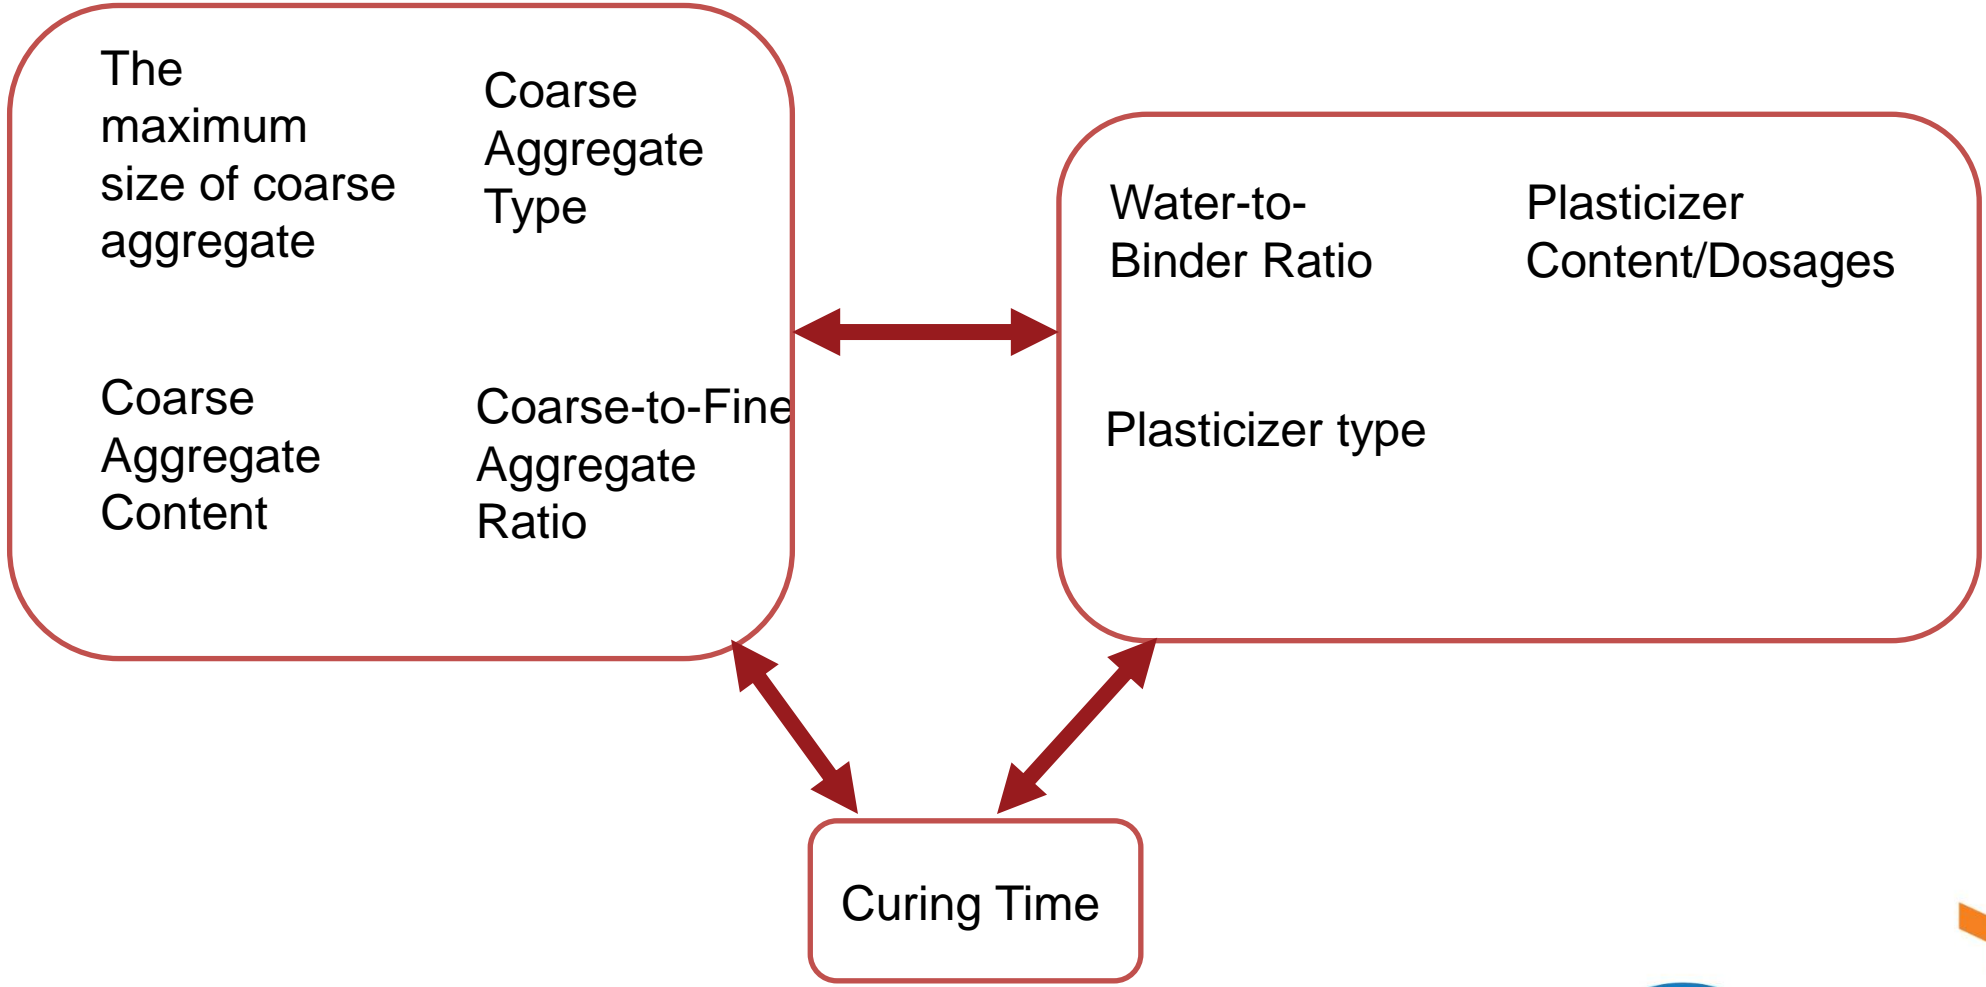 The
maximum
size of coarse
aggregate
Coarse
Aggregate
Type
Coarse
Aggregate
Content
Coarse-to-Fine
Aggregate
Ratio
Water-to-
Binder Ratio
Plasticizer
Content/Dosages
Plasticizer type
Curing Time